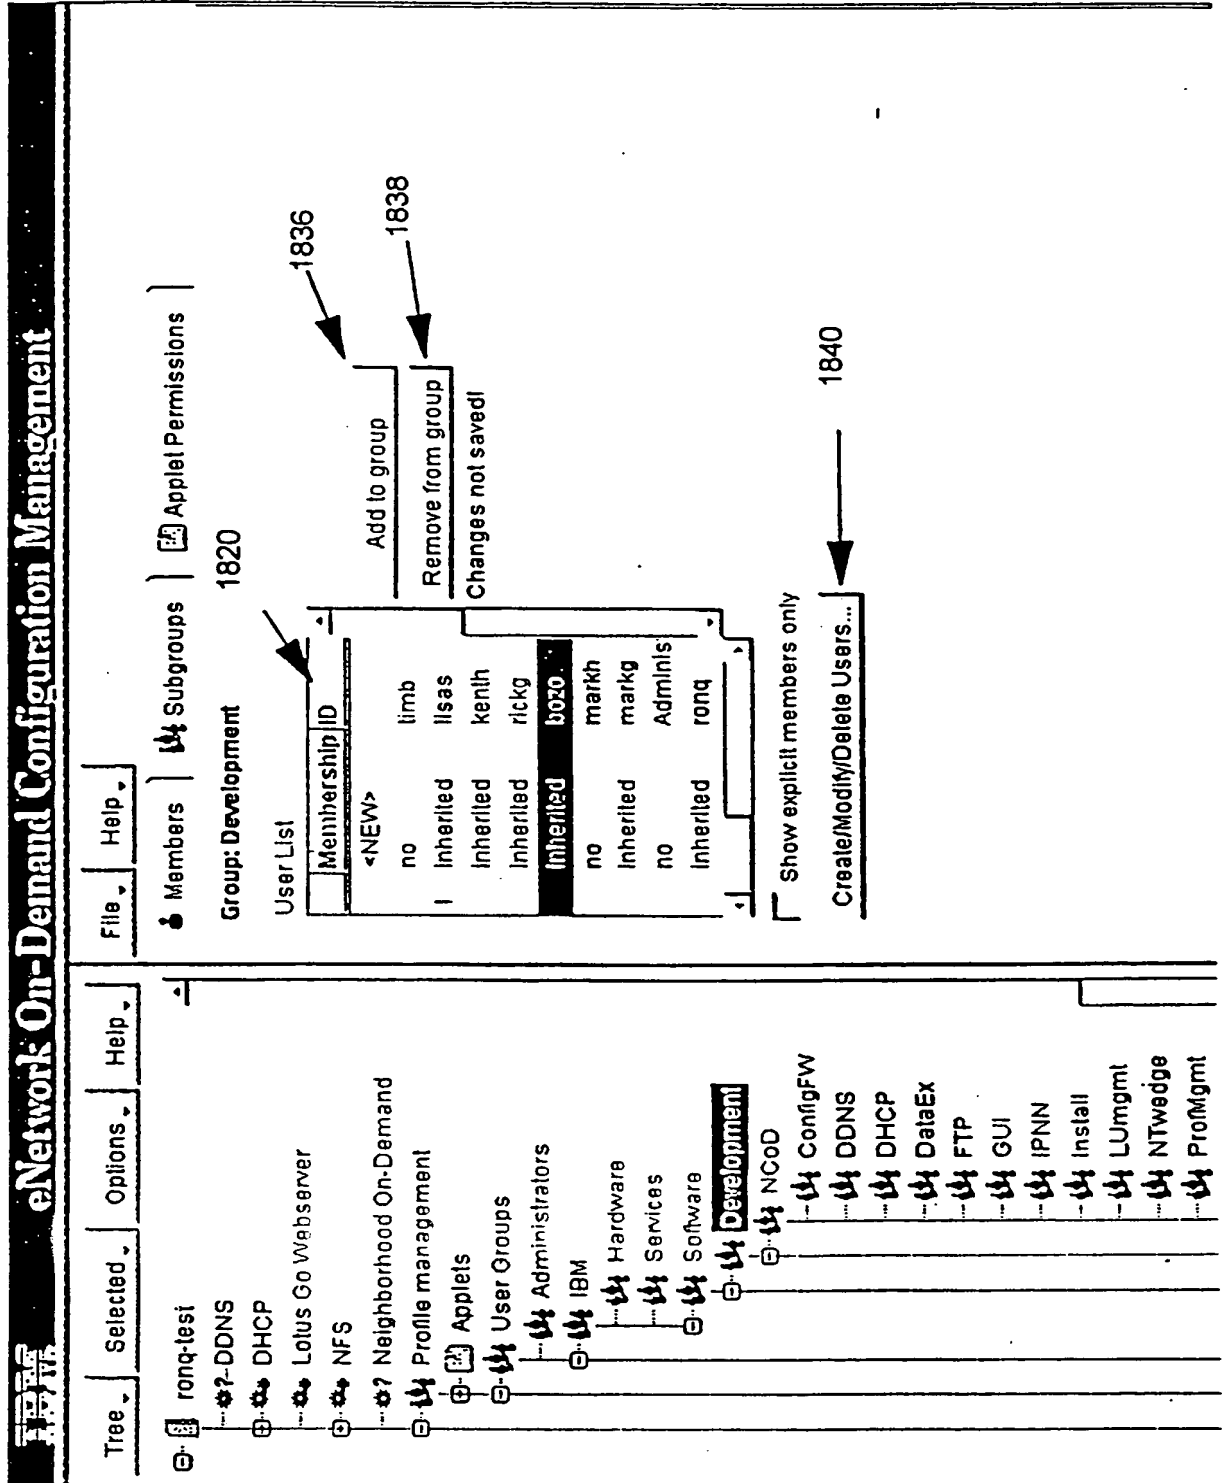 IBM eNetwork On-Demand Configuration Management
Tree Selected Options Help
ronq-test
DDNS
DHCP
Lotus Go Webserver
NFS
? Neighborhood On-Demand
Profile management
Applets
User Groups
Administrators
IBM
Hardware
Services
Software
Development
NCoD
ConfigFW
DDNS
DHCP
DataEx
FTP
GUI
IPNN
Install
LUmgmt
NTwedge
ProfMgmt
File Help
Members Subgroups Applet Permissions
Group: Development
1820
User List
Membership ID
<NEW>
no timb
Inherited lisas
Inherited kenth
Inherited rickg
Inherited bozo
no markh
Inherited markg
no Adminis
Inherited ronq
Add to group
1836
Remove from group
1838
Changes not saved!
Show explicit members only
Create/Modify/Delete Users...
1840